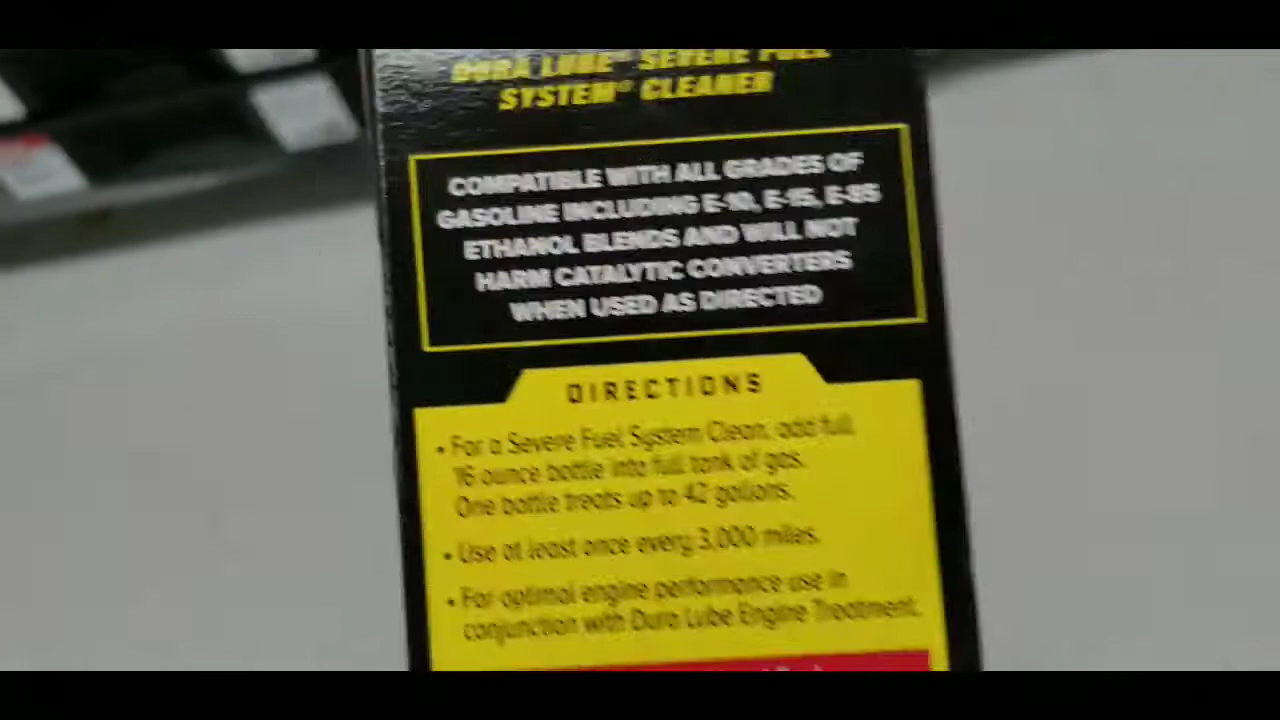 DURA LUBE® SEVERE FUEL
SYSTEM® CLEANER
COMPATIBLE WITH ALL GRADES OF
GASOLINE INCLUDING E-10, E-15, E-85
ETHANOL BLENDS AND WILL NOT
HARM CATALYTIC CONVERTERS
WHEN USED AS DIRECTED
DIRECTIONS
• For a Severe Fuel System Clean, add full
16 ounce bottle into full tank of gas.
One bottle treats up to 42 gallons.
• Use at least once every 3,000 miles.
• For optimal engine performance use in
conjunction with Dura Lube Engine Treatment.